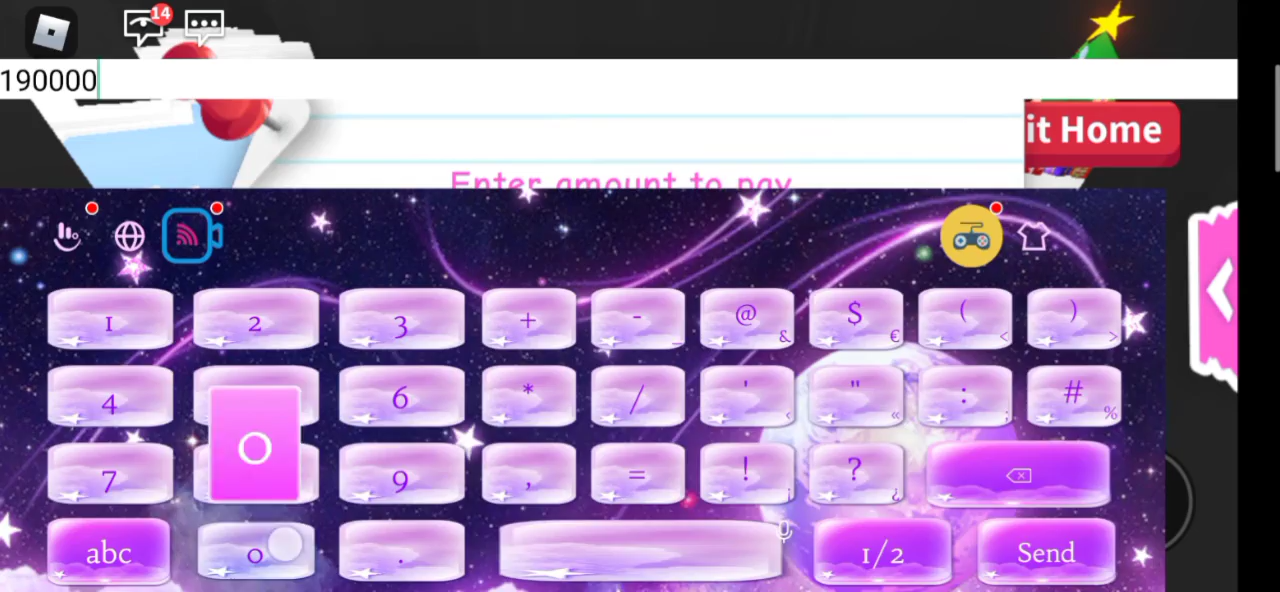 14
190000
it Home
Enter amount to pay
1 2 3 + - _ @ & $ € ( < ) >
4 6 * / ' ‹ " « : ; # %
0
7 9 , = ! ¡ ? ¿
abc 0 . 1/2 Send